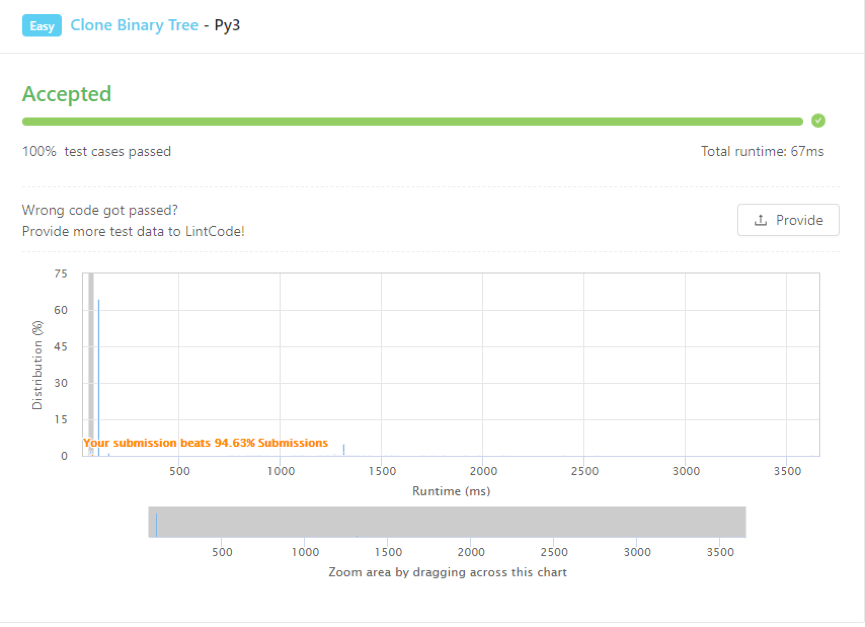 Easy Clone Binary Tree - Py3
Accepted
100% test cases passed Total runtime: 67ms
Wrong code got passed?
Provide more test data to LintCode!
Provide
75
60
45
30
15
0
Distribution (%)
Your submission beats 94.63% Submissions
500 1000 1500 2000 2500 3000 3500
Runtime (ms)
500 1000 1500 2000 2500 3000 3500
Zoom area by dragging across this chart